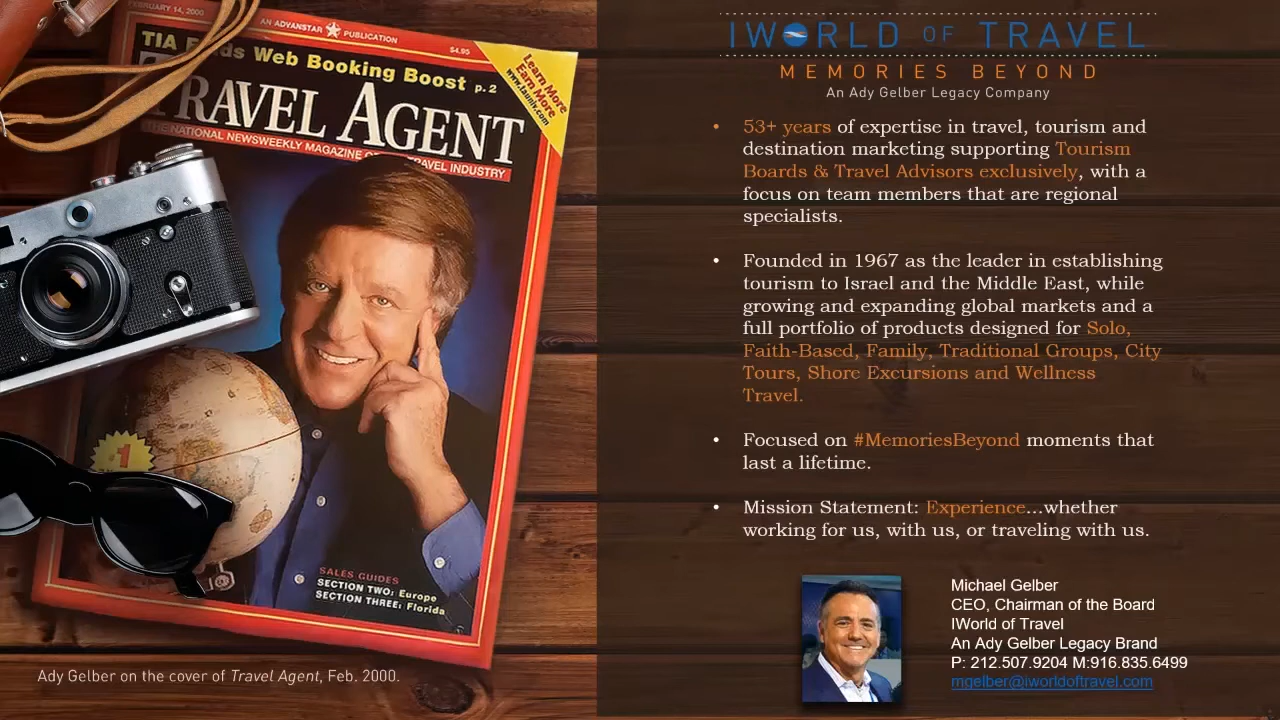 FEBRUARY 14, 2000
AN ADVANSTAR PUBLICATION
$4.95
TIA Web Booking Boost p.2
Learn More
Earn More
www.tauniv.com
TRAVEL AGENT
THE NATIONAL NEWSWEEKLY MAGAZINE TRAVEL INDUSTRY
#1
SALES GUIDES
SECTION TWO: Europe
SECTION THREE: Florida
Ady Gelber on the cover of Travel Agent, Feb. 2000.
IWORLD OF TRAVEL
MEMORIES BEYOND
An Ady Gelber Legacy Company
• 53+ years of expertise in travel, tourism and
destination marketing supporting Tourism
Boards & Travel Advisors exclusively, with a
focus on team members that are regional
specialists.
• Founded in 1967 as the leader in establishing
tourism to Israel and the Middle East, while
growing and expanding global markets and a
full portfolio of products designed for Solo,
Faith-Based, Family, Traditional Groups, City
Tours, Shore Excursions and Wellness
Travel.
• Focused on #MemoriesBeyond moments that
last a lifetime.
• Mission Statement: Experience...whether
working for us, with us, or traveling with us.
Michael Gelber
CEO, Chairman of the Board
IWorld of Travel
An Ady Gelber Legacy Brand
P: 212.507.9204 M:916.835.6499
mgelber@iworldoftravel.com